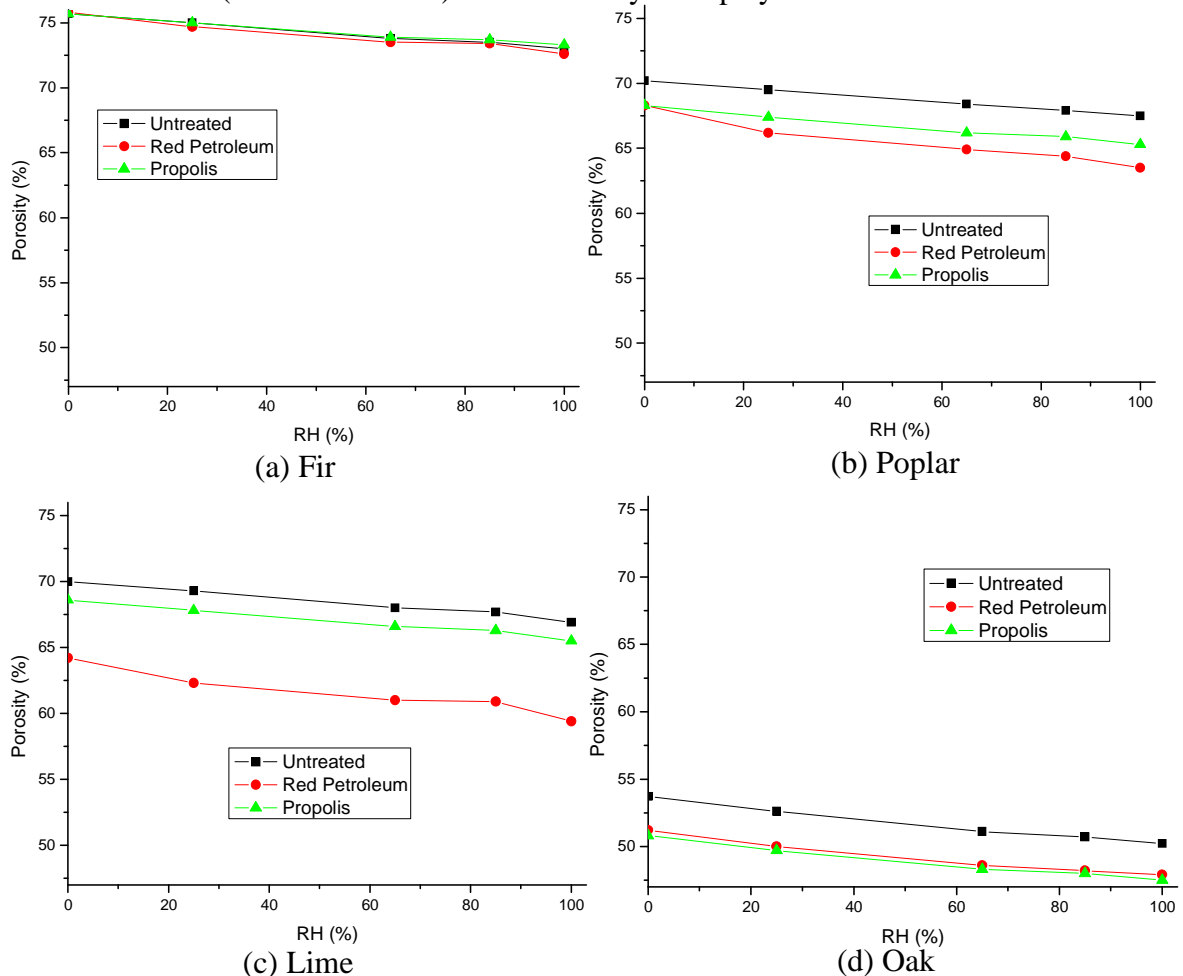 75
70
65
60
55
50
Porosity (%)
Untreated
Red Petroleum
Propolis
0 20 40 60 80 100
RH (%)
(a) Fir
75
70
65
60
55
50
Porosity (%)
Untreated
Red Petroleum
Propolis
0 20 40 60 80 100
RH (%)
(b) Poplar
75
70
65
60
55
50
Porosity (%)
Untreated
Red Petroleum
Propolis
0 20 40 60 80 100
RH (%)
(c) Lime
75
70
65
60
55
50
Porosity (%)
Untreated
Red Petroleum
Propolis
0 20 40 60 80 100
RH (%)
(d) Oak